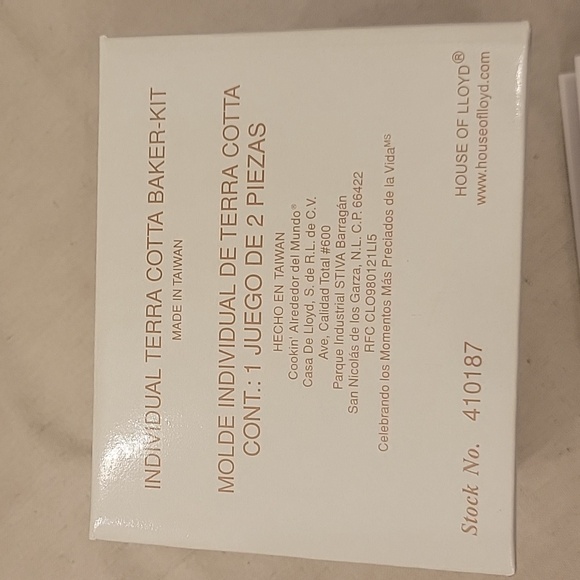 INDIVIDUAL TERRA COTTA BAKER-KIT
MADE IN TAIWAN
MOLDE INDIVIDUAL DE TERRA COTTA
CONT.: 1 JUEGO DE 2 PIEZAS
HECHO EN TAIWAN
Cookin' Alrededor del Mundo®
Casa De Lloyd, S. de R.L. de C.V.
Ave, Calidad Total #600
Parque Industrial STIVA Barragán
San Nicolás de los Garza, N.L. C.P. 66422
RFC CLO980121LI5
Celebrando los Momentos Más Preciados de la Vida MS
HOUSE OF LLOYD®
www.houseoflloyd.com
Stock No. 410187